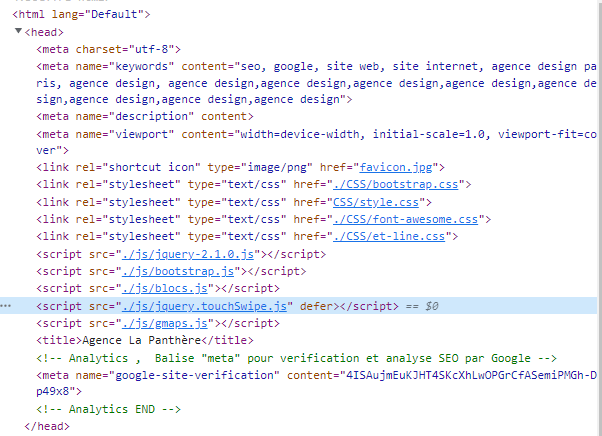 <html lang="Default">
<head>
<meta charset="utf-8">
<meta name="keywords" content="seo, google, site web, site internet, agence design pa
ris, agence design, agence design,agence design,agence design,agence design,agence de
sign,agence design,agence design,agence design">
<meta name="description" content>
<meta name="viewport" content="width=device-width, initial-scale=1.0, viewport-fit=co
ver">
<link rel="shortcut icon" type="image/png" href="favicon.jpg">
<link rel="stylesheet" type="text/css" href="./CSS/bootstrap.css">
<link rel="stylesheet" type="text/css" href="CSS/style.css">
<link rel="stylesheet" type="text/css" href="./CSS/font-awesome.css">
<link rel="stylesheet" type="text/css" href="./CSS/et-line.css">
<script src="./js/jquery-2.1.0.js"></script>
<script src="./js/bootstrap.js"></script>
<script src="./js/blocs.js"></script>
<script src="./js/jquery.touchSwipe.js" defer></script> == $0
<script src="./js/gmaps.js"></script>
<title>Agence La Panthère</title>
<!-- Analytics ,  Balise "meta" pour verification et analyse SEO par Google -->
<meta name="google-site-verification" content="4ISAujmEuKJHT4SKcXhLwOPGrCfASemiPMGh-D
p49x8">
<!-- Analytics END -->
</head>